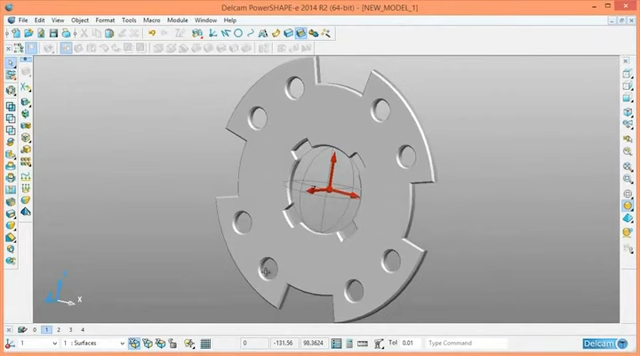 Delcam PowerSHAPE-e 2014 R2 (64-bit) - [NEW_MODEL_1]
File Edit View Object Format Tools Macro Module Window Help
X
0 1 2 3 4
1 1 : Surfaces 0 -131.56 98.3624 Tol 0.01 Type Command Delcam